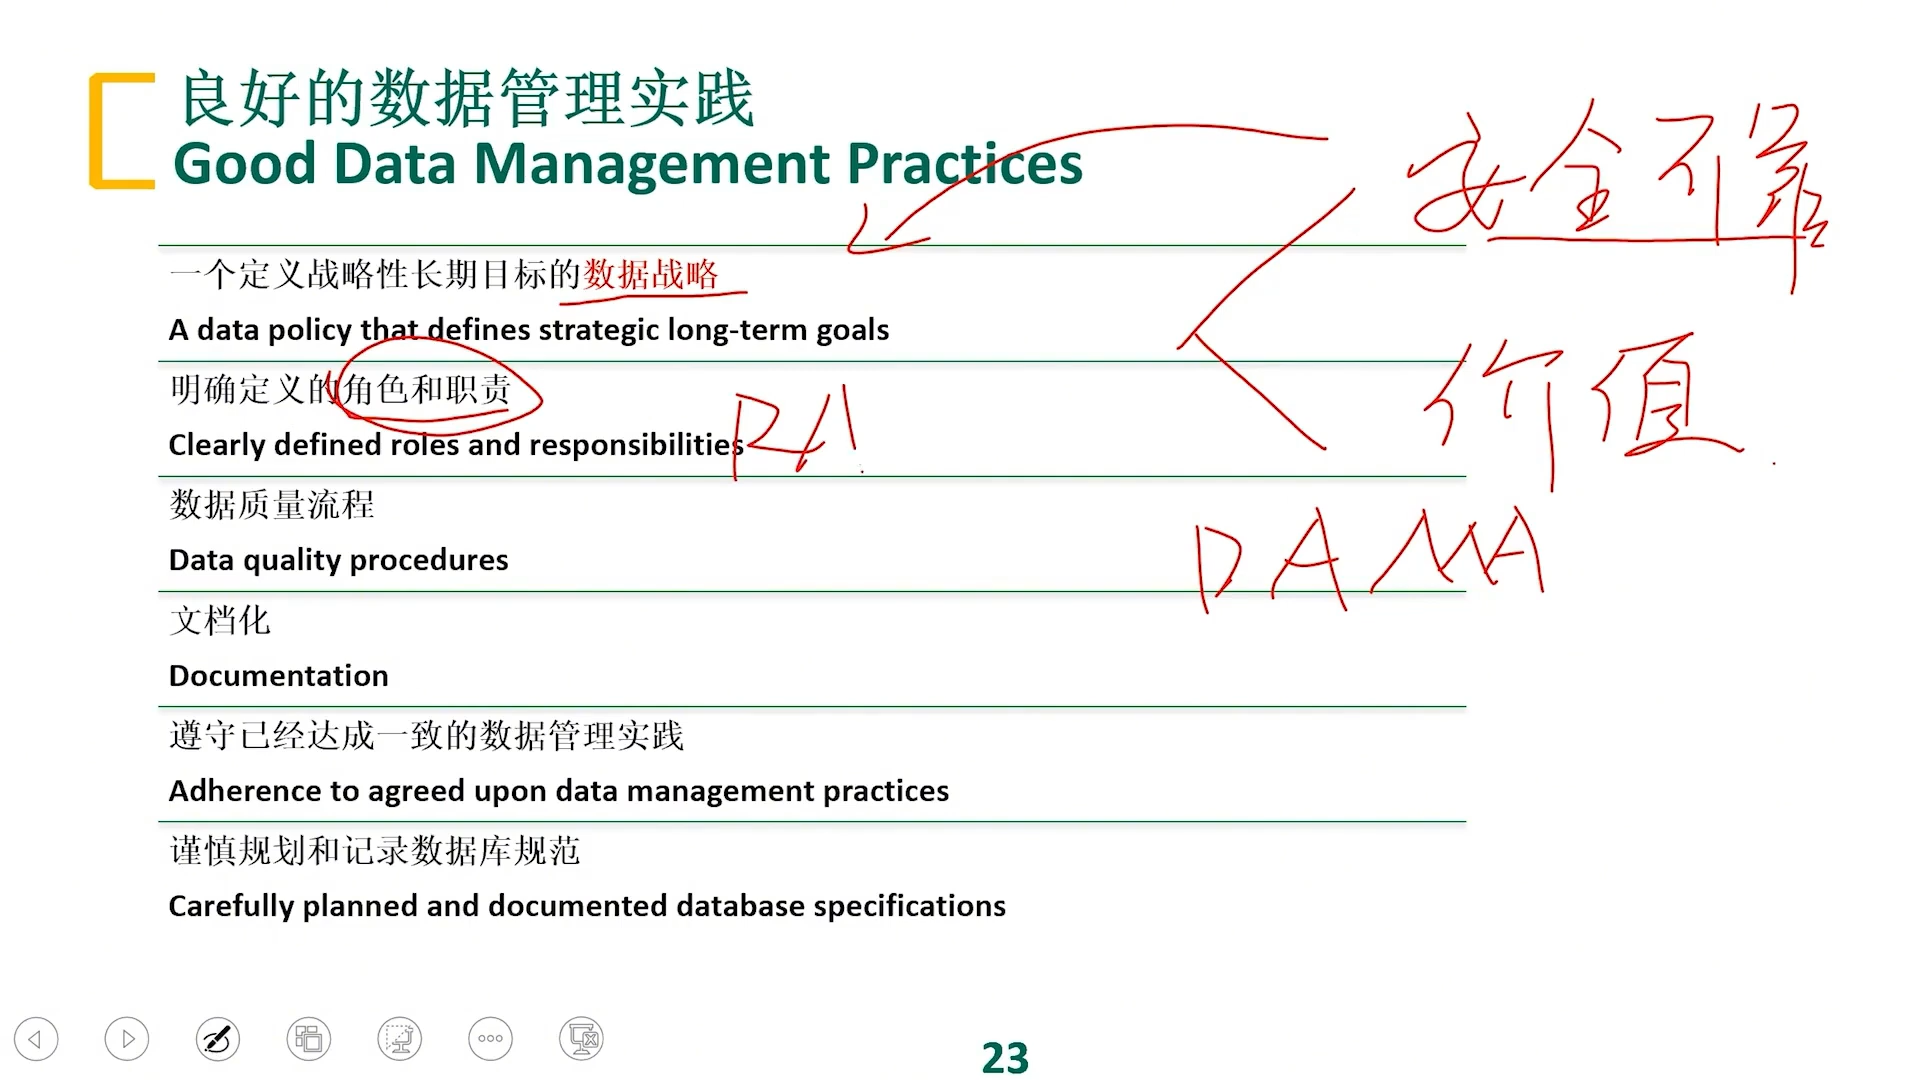 良好的数据管理实践
Good Data Management Practices
安全可靠
一个定义战略性长期目标的数据战略
A data policy that defines strategic long-term goals
价值
明确定义的角色和职责
Clearly defined roles and responsibilities
RA
数据质量流程
Data quality procedures
DAMA
文档化
Documentation
遵守已经达成一致的数据管理实践
Adherence to agreed upon data management practices
谨慎规划和记录数据库规范
Carefully planned and documented database specifications
23